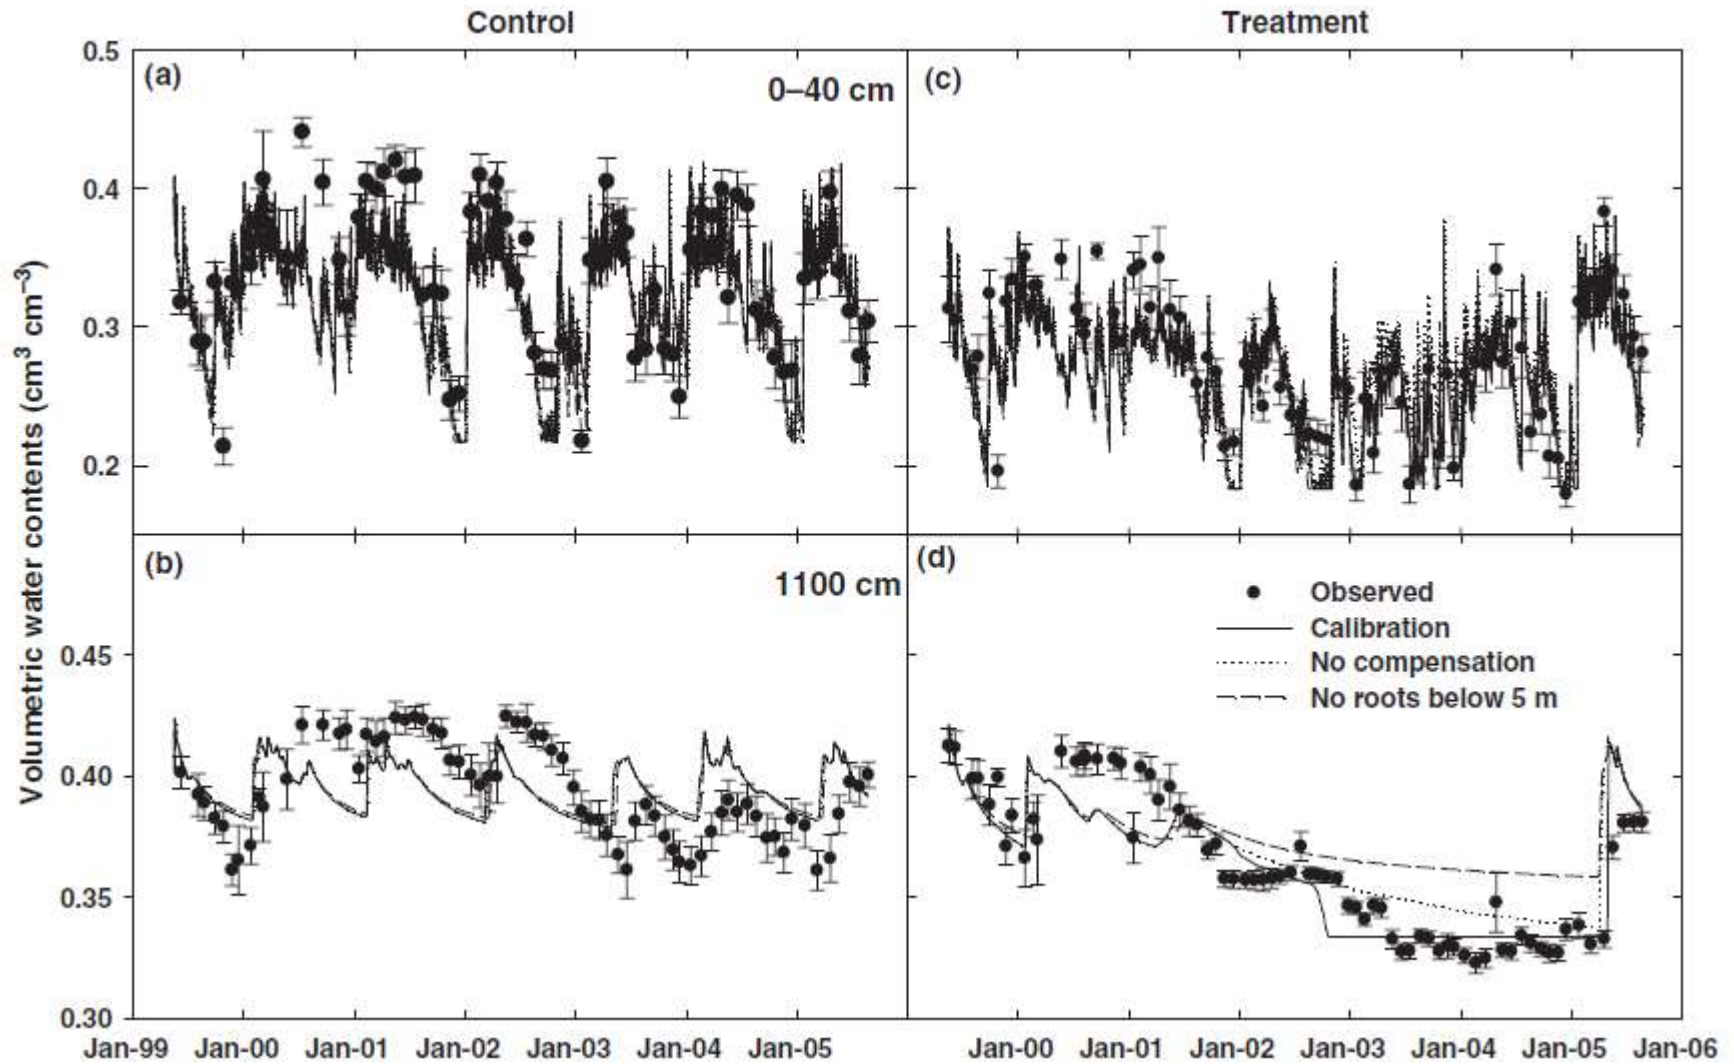 Control
Treatment
Volumetric water contents (cm³ cm⁻³)
0.5
0.4
0.3
0.2
(a)
0–40 cm
(c)
(b)
1100 cm
(d)
Observed
Calibration
No compensation
No roots below 5 m
0.45
0.40
0.35
0.30
Jan-99 Jan-00 Jan-01 Jan-02 Jan-03 Jan-04 Jan-05 Jan-00 Jan-01 Jan-02 Jan-03 Jan-04 Jan-05 Jan-06